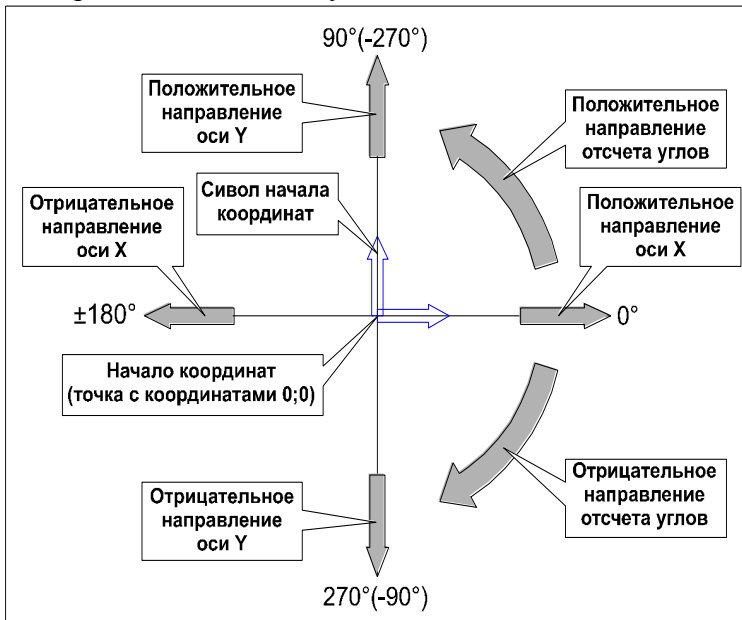 90°(-270°)
Положительное
направление
оси Y
Положительное
направление
отсчета углов
Сивол начала
координат
Отрицательное
направление
оси X
Положительное
направление
оси X
±180°
0°
Начало координат
(точка с координатами 0;0)
Отрицательное
направление
оси Y
Отрицательное
направление
отсчета углов
270°(-90°)